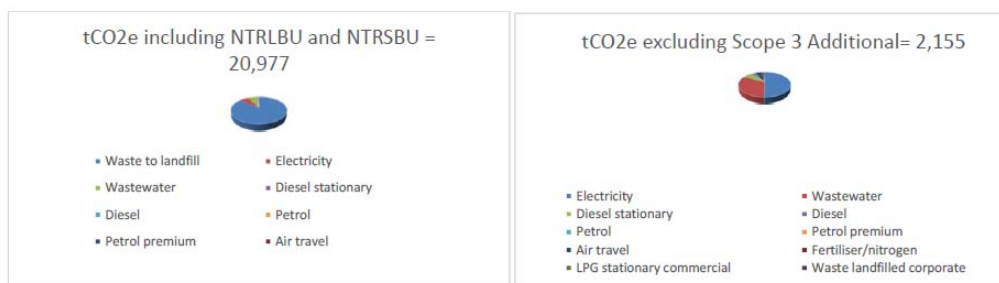 tCO2e including NTRLBU and NTRSBU =
20,977
Waste to landfill
Electricity
Wastewater
Diesel stationary
Diesel
Petrol
Petrol premium
Air travel
tCO2e excluding Scope 3 Additional= 2,155
Electricity
Wastewater
Diesel stationary
Diesel
Petrol
Petrol premium
Air travel
Fertiliser/nitrogen
LPG stationary commercial
Waste landfilled corporate